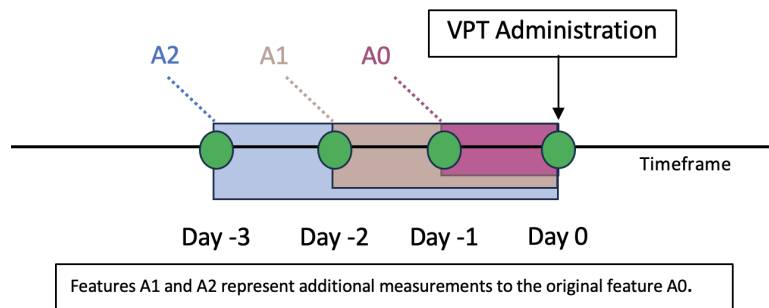 VPT Administration
A2 A1 A0
Timeframe
Day -3 Day -2 Day -1 Day 0
Features A1 and A2 represent additional measurements to the original feature A0.